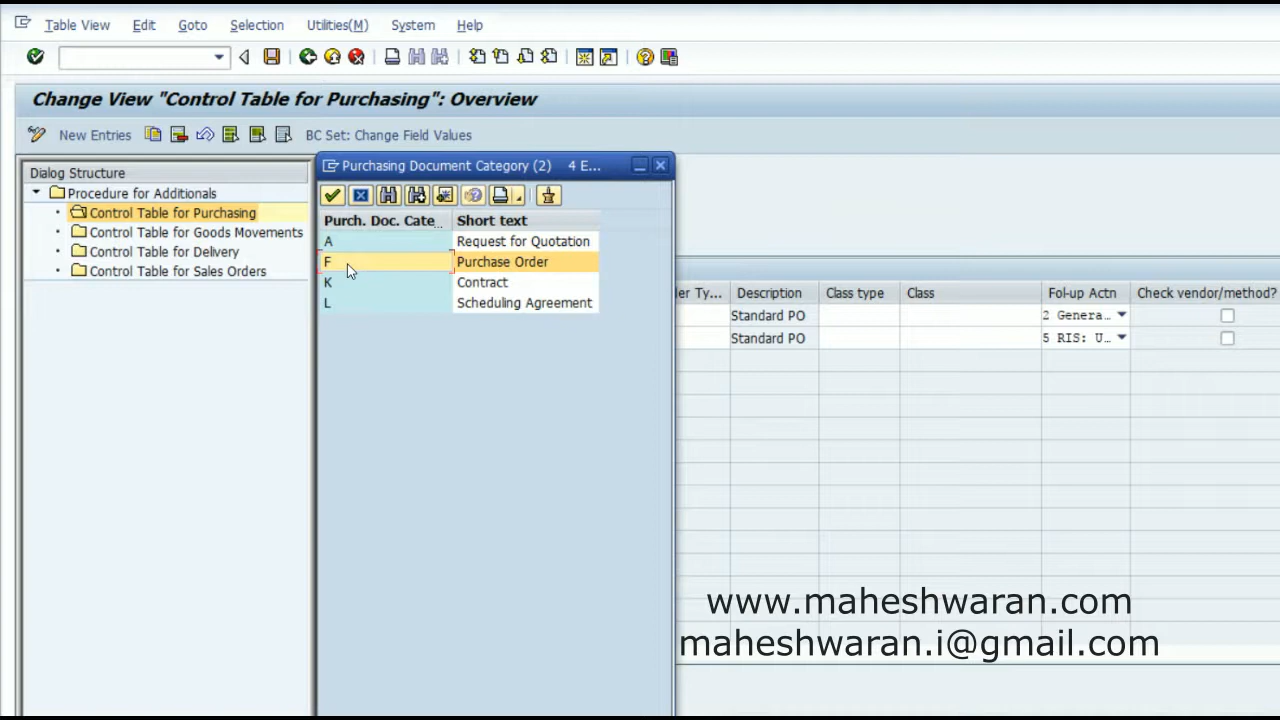 Table View Edit Goto Selection Utilities(M) System Help
Change View "Control Table for Purchasing": Overview
New Entries BC Set: Change Field Values
Dialog Structure
Procedure for Additionals
Control Table for Purchasing
Control Table for Goods Movements
Control Table for Delivery
Control Table for Sales Orders
Purchasing Document Category (2) 4 E...
Purch. Doc. Cate... Short text
A Request for Quotation
F Purchase Order
K Contract
L Scheduling Agreement
der Ty... Description Class type Class Fol-up Actn Check vendor/method?
Standard PO 2 Genera...
Standard PO 5 RIS: U...
www.maheshwaran.com
maheshwaran.i@gmail.com